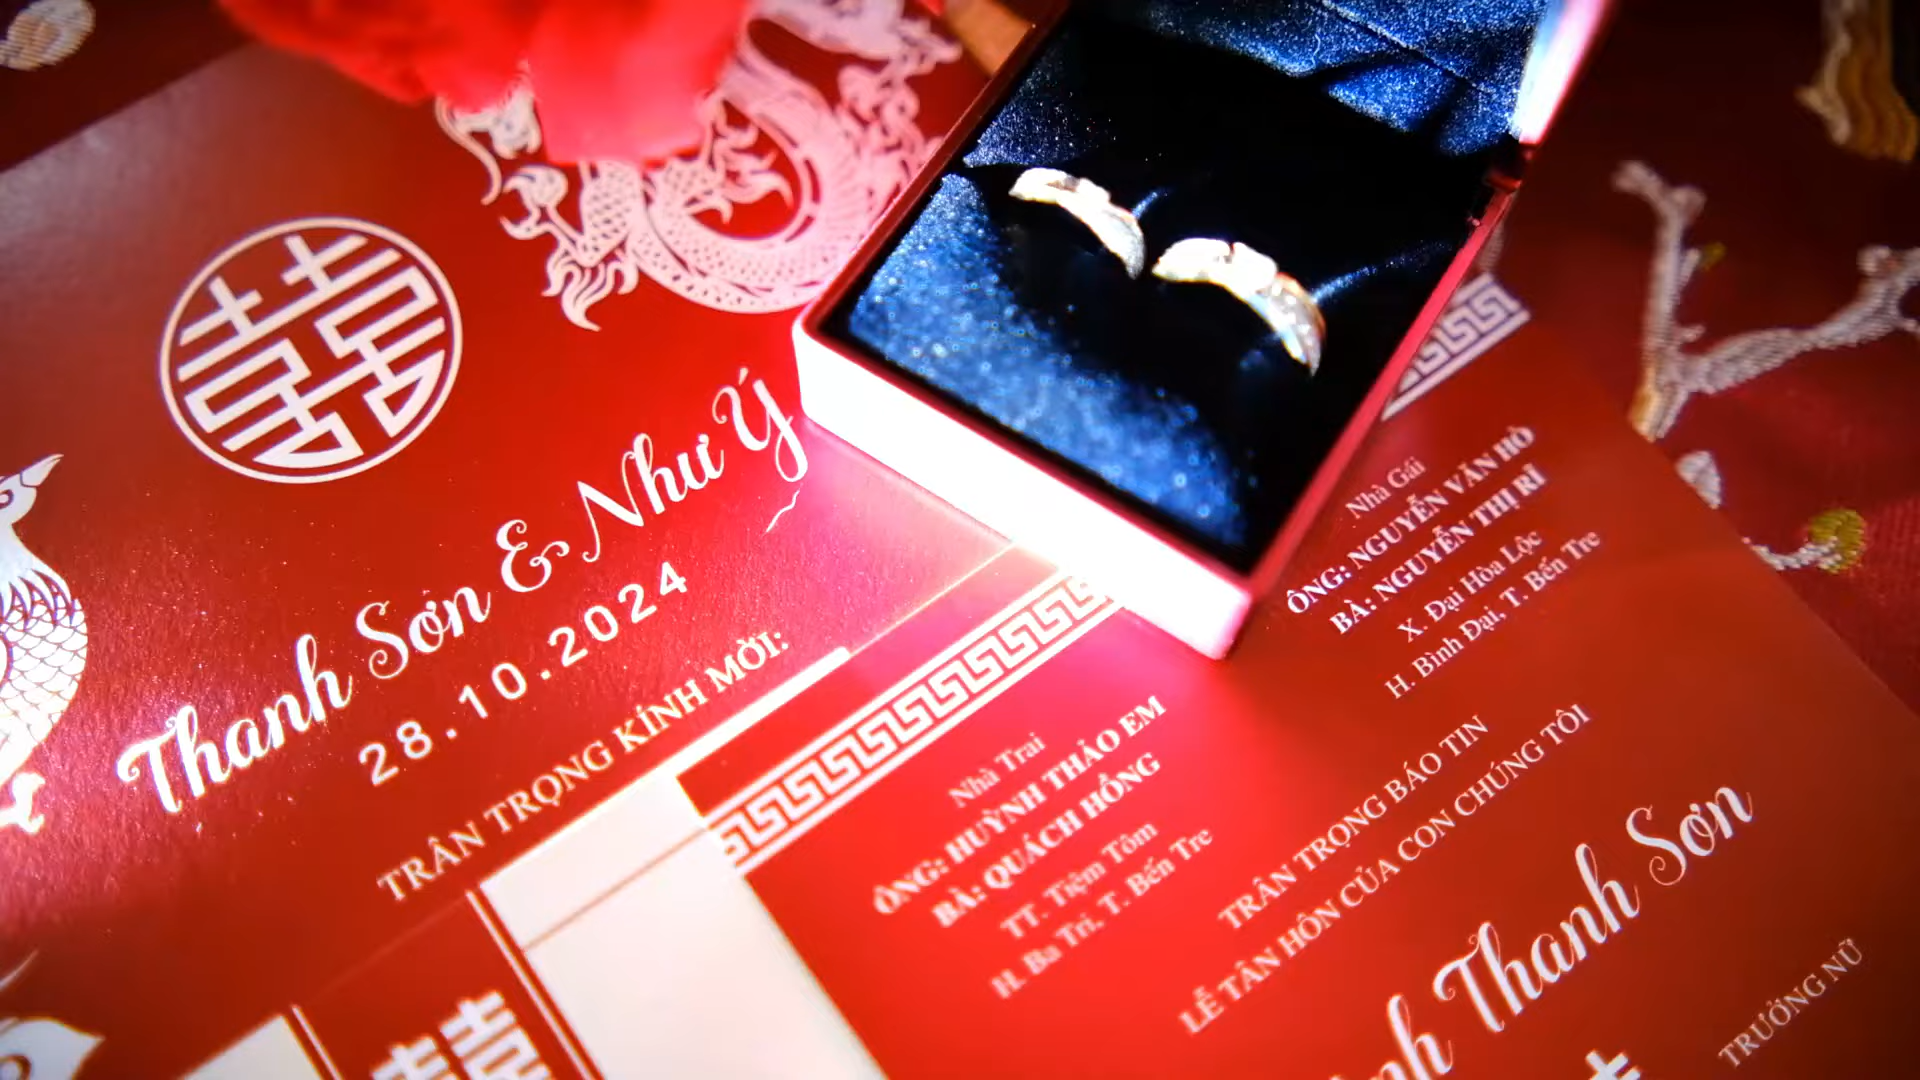 囍
Thanh Sơn & Như Ý
28.10.2024
TRÂN TRỌNG KÍNH MỜI:
囍
Nhà Trai
ÔNG: HUỲNH THẢO EM
BÀ: QUÁCH HỒNG
TT. Tiệm Tôm
H. Ba Tri, T. Bến Tre
Nhà Gái
ÔNG: NGUYỄN VĂN HÒ
BÀ: NGUYỄN THỊ RÍ
X. Đại Hòa Lộc
H. Bình Đại, T. Bến Tre
TRÂN TRỌNG BÁO TIN
LỄ TÂN HÔN CỦA CON CHÚNG TÔI
Thanh Sơn
TRƯỞNG NỮ